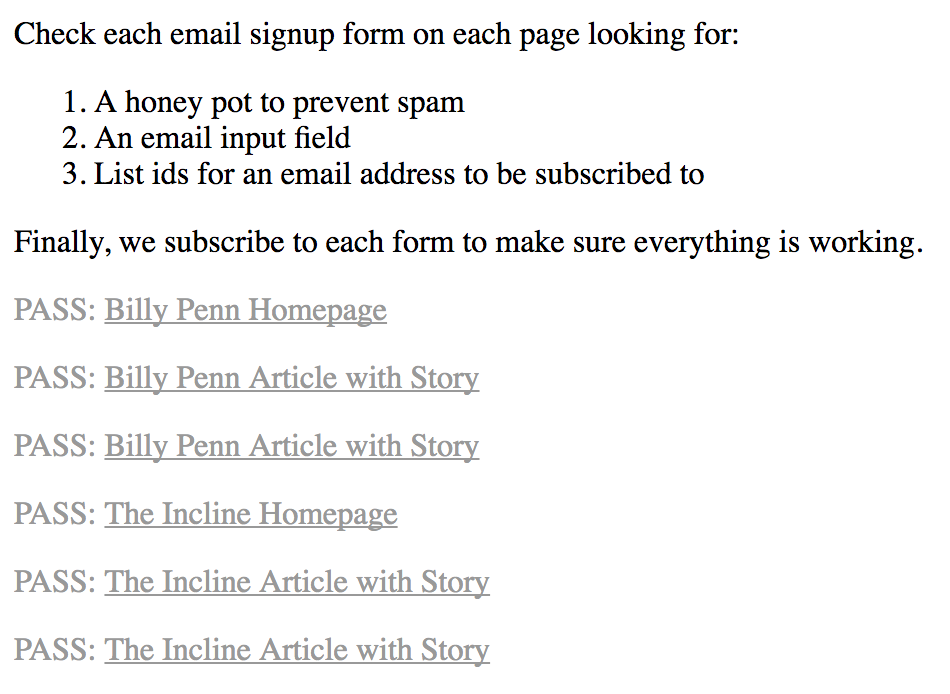 Check each email signup form on each page looking for:
1. A honey pot to prevent spam
2. An email input field
3. List ids for an email address to be subscribed to
Finally, we subscribe to each form to make sure everything is working.
PASS: Billy Penn Homepage
PASS: Billy Penn Article with Story
PASS: Billy Penn Article with Story
PASS: The Incline Homepage
PASS: The Incline Article with Story
PASS: The Incline Article with Story